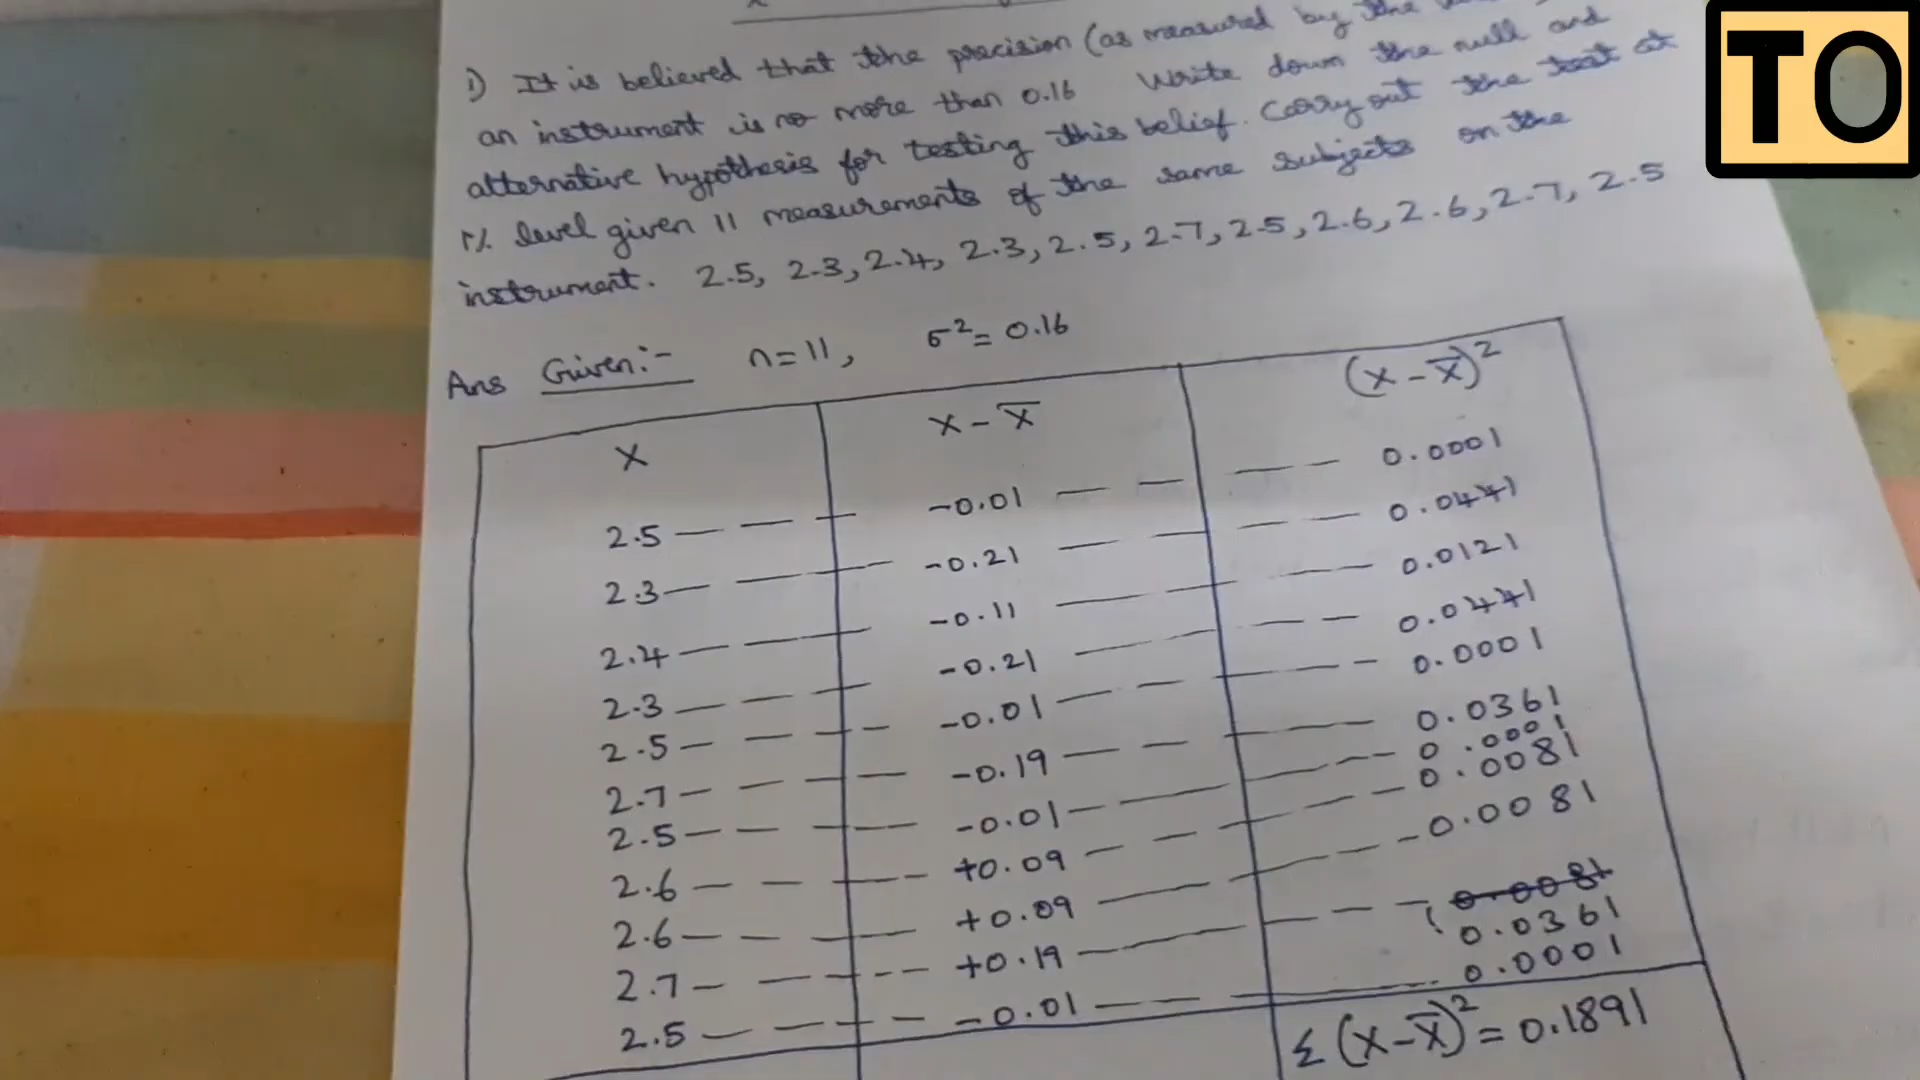 TO
1) It is believed that the precision (as measured by the
an instrument is no more than 0.16 Write down the null and
alternative hypothesis for testing this belief. Carry out the test at
1% level given 11 measurements of the same subjects on the
instrument. 2.5, 2.3, 2.4, 2.3, 2.5, 2.7, 2.5, 2.6, 2.6, 2.7, 2.5
Ans Given:- n=11, σ²= 0.16
X X - X̅ (X - X̅)²
2.5 -0.01 0.0001
2.3 -0.21 0.0441
2.4 -0.11 0.0121
2.3 -0.21 0.0441
2.5 -0.01 0.0001
2.7 -0.19 0.0361
2.5 -0.01 0.0001
2.6 +0.09 0.0081
2.6 +0.09 0.0081
0.0081
2.7 +0.19 0.0361
2.5 -0.01 0.0001
Σ (X-X̅)² = 0.1891